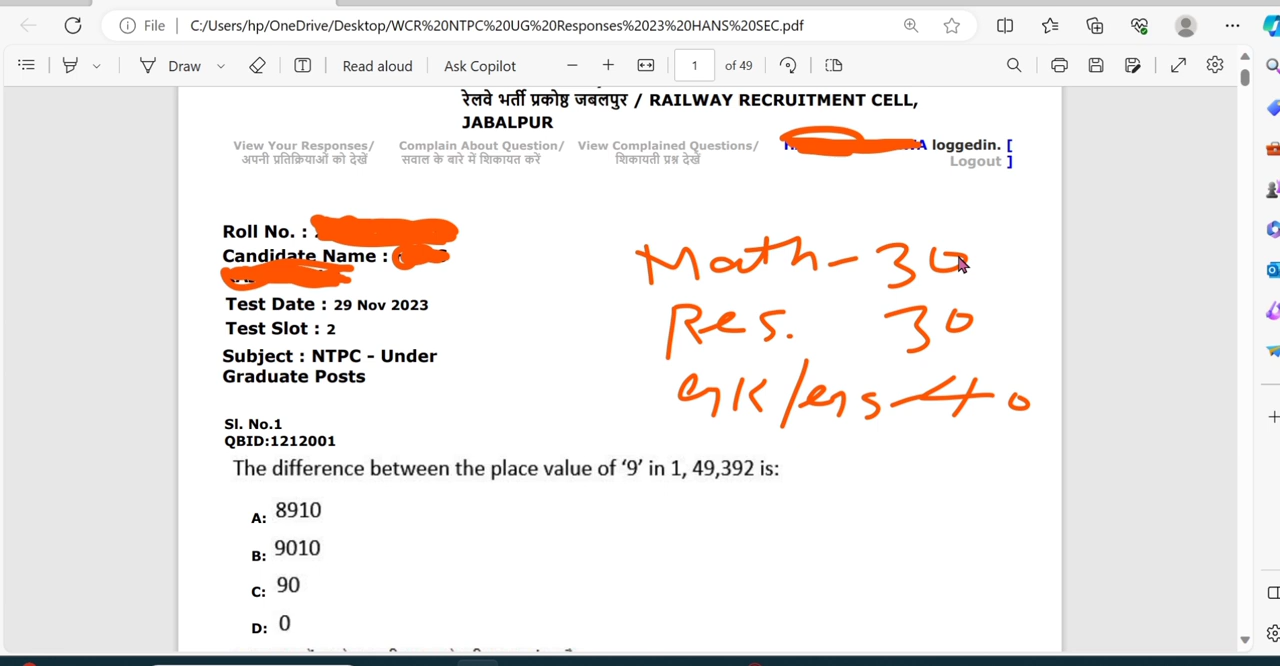 File C:/Users/hp/OneDrive/Desktop/WCR%20NTPC%20UG%20Responses%202023%20HANS%20SEC.pdf
Draw Read aloud Ask Copilot 1 of 49
रेलवे भर्ती प्रकोष्ठ जबलपुर / RAILWAY RECRUITMENT CELL,
JABALPUR
View Your Responses/ Complain About Question/ View Complained Questions/ loggedin. [
अपनी प्रतिक्रियाओं को देखें सवाल के बारे में शिकायत करें शिकायती प्रश्न देखें Logout ]
Roll No. :
Candidate Name :
Test Date : 29 Nov 2023
Test Slot : 2
Subject : NTPC - Under
Graduate Posts
Math - 30
Res. 30
GK/GS - 40
Sl. No.1
QBID:1212001
The difference between the place value of ‘9’ in 1, 49,392 is:
A: 8910
B: 9010
C: 90
D: 0